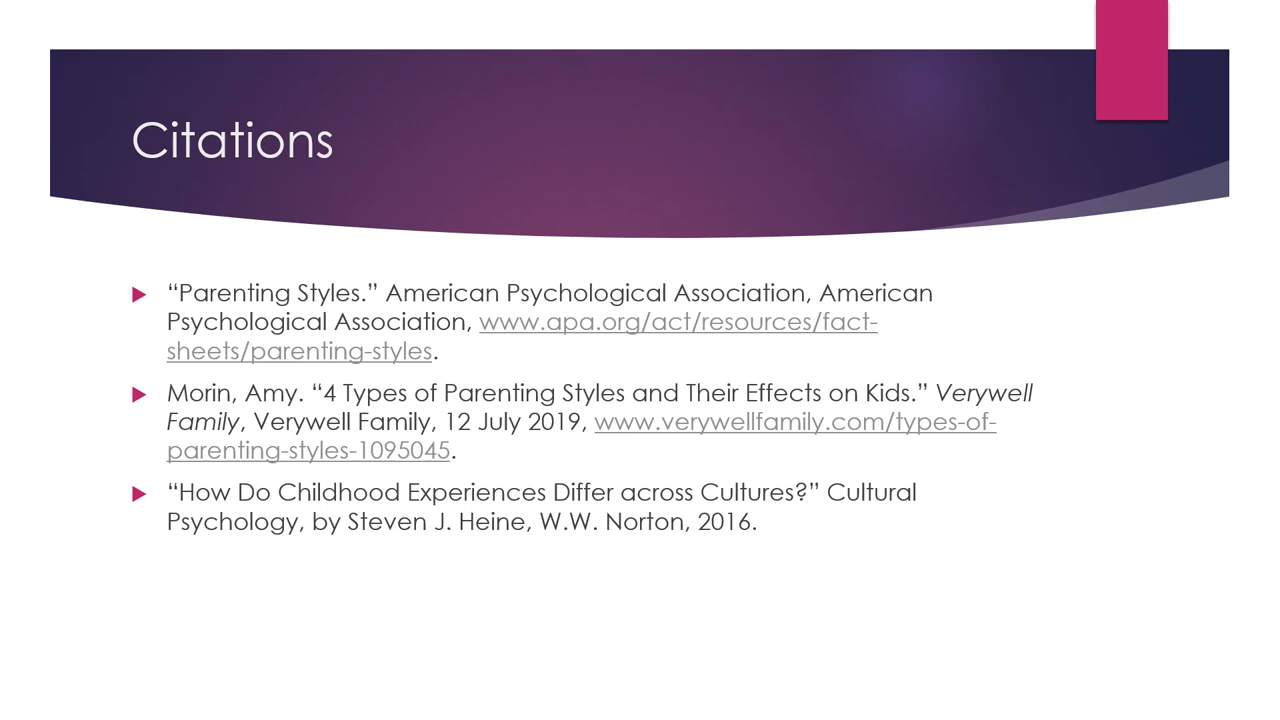 Citations
“Parenting Styles.” American Psychological Association, American
Psychological Association, www.apa.org/act/resources/fact-
sheets/parenting-styles.
Morin, Amy. “4 Types of Parenting Styles and Their Effects on Kids.” Verywell
Family, Verywell Family, 12 July 2019, www.verywellfamily.com/types-of-
parenting-styles-1095045.
“How Do Childhood Experiences Differ across Cultures?” Cultural
Psychology, by Steven J. Heine, W.W. Norton, 2016.